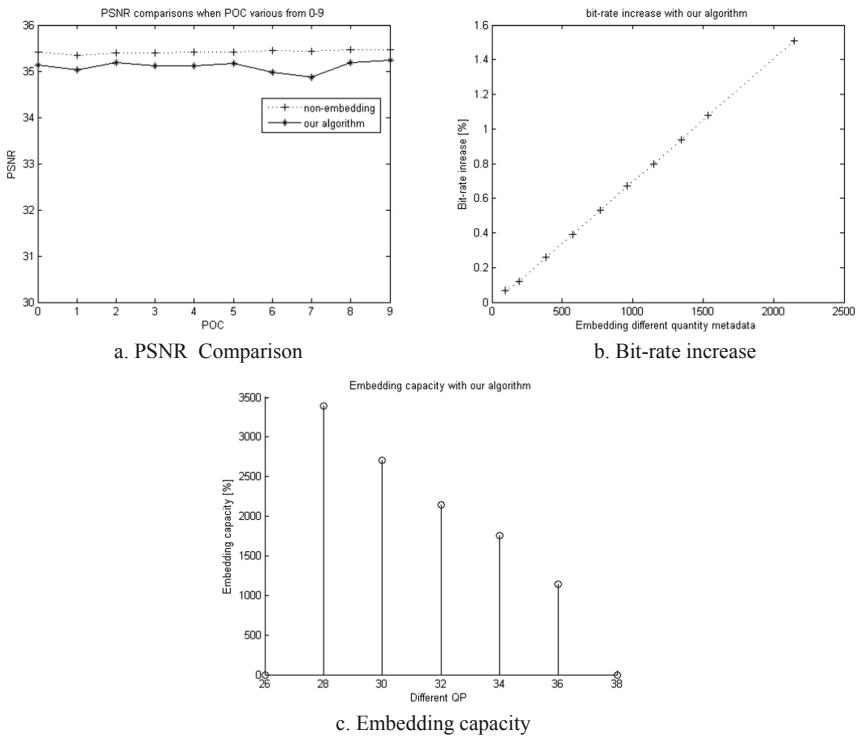 PSNR comparisons when POC various from 0-9
36
35
34
33
32
31
30
PSNR
non-embedding
our algorithm
0 1 2 3 4 5 6 7 8 9
POC
a. PSNR Comparison
bit-rate increase with our algorithm
1.6
1.4
1.2
1
0.8
0.6
0.4
0.2
0
Bit-rate inrease [%]
0 500 1000 1500 2000 2500
Embedding different quantity metadata
b. Bit-rate increase
Embedding capacity with our algorithm
3500
3000
2500
2000
1500
1000
500
0
Embedding capacity [%]
26 28 30 32 34 36 38
Different QP
c. Embedding capacity